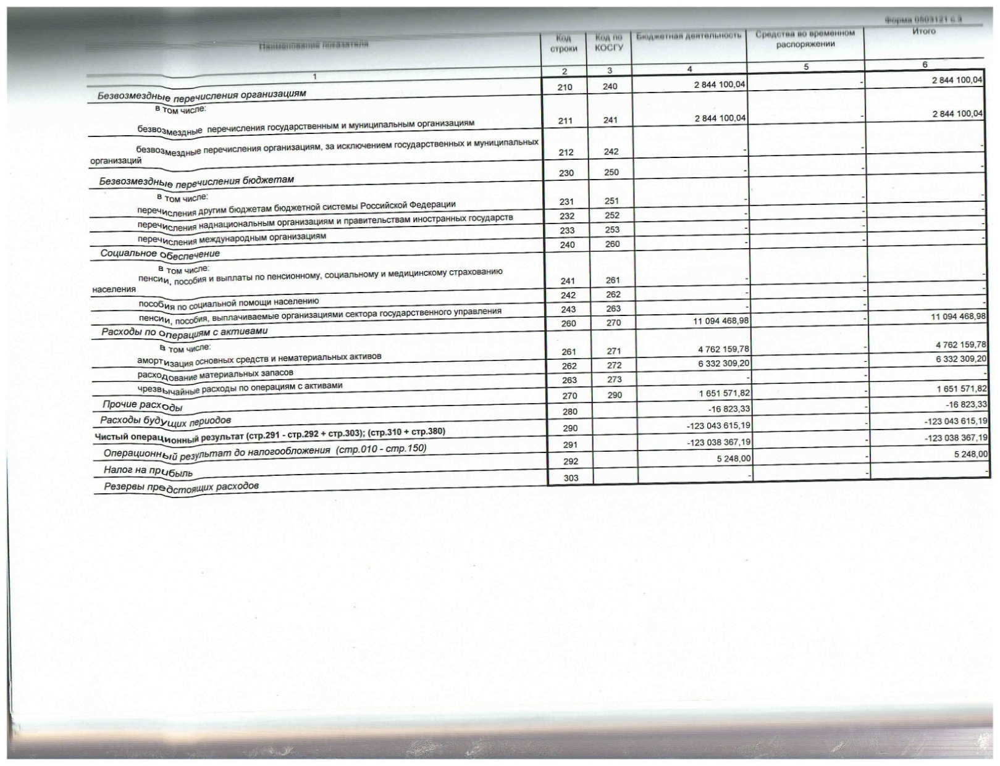 Форма 0503121 с.3
Наименование показателя Код строки Код по КОСГУ Бюджетная деятельность Средства во временном распоряжении Итого
1 2 3 4 5 6
Безвозмездные перечисления организациям 210 240 2 844 100,04 - 2 844 100,04
в том числе:
безвозмездные перечисления государственным и муниципальным организациям 211 241 2 844 100,04 - 2 844 100,04
безвозмездные перечисления организациям, за исключением государственных и муниципальных
организаций 212 242 - - -
Безвозмездные перечисления бюджетам 230 250 - - -
в том числе:
перечисления другим бюджетам бюджетной системы Российской Федерации 231 251 - - -
перечисления наднациональным организациям и правительствам иностранных государств 232 252 - - -
перечисления международным организациям 233 253 - - -
Социальное обеспечение 240 260 - - -
в том числе:
пенсии, пособия и выплаты по пенсионному, социальному и медицинскому страхованию
населения 241 261 - - -
пособия по социальной помощи населению 242 262 - - -
пенсии, пособия, выплачиваемые организациями сектора государственного управления 243 263 - - -
Расходы по операциям с активами 260 270 11 094 468,98 - 11 094 468,98
в том числе:
амортизация основных средств и нематериальных активов 261 271 4 762 159,78 - 4 762 159,78
расходование материальных запасов 262 272 6 332 309,20 - 6 332 309,20
чрезвычайные расходы по операциям с активами 263 273 - - -
Прочие расходы 270 290 1 651 571,82 - 1 651 571,82
Расходы будущих периодов 280 -16 823,33 - -16 823,33
Чистый операционный результат (стр.291 - стр.292 + стр.303); (стр.310 + стр.380) 290 -123 043 615,19 - -123 043 615,19
Операционный результат до налогообложения (стр.010 - стр.150) 291 -123 038 367,19 - -123 038 367,19
Налог на прибыль 292 5 248,00 - 5 248,00
Резервы предстоящих расходов 303 - - -